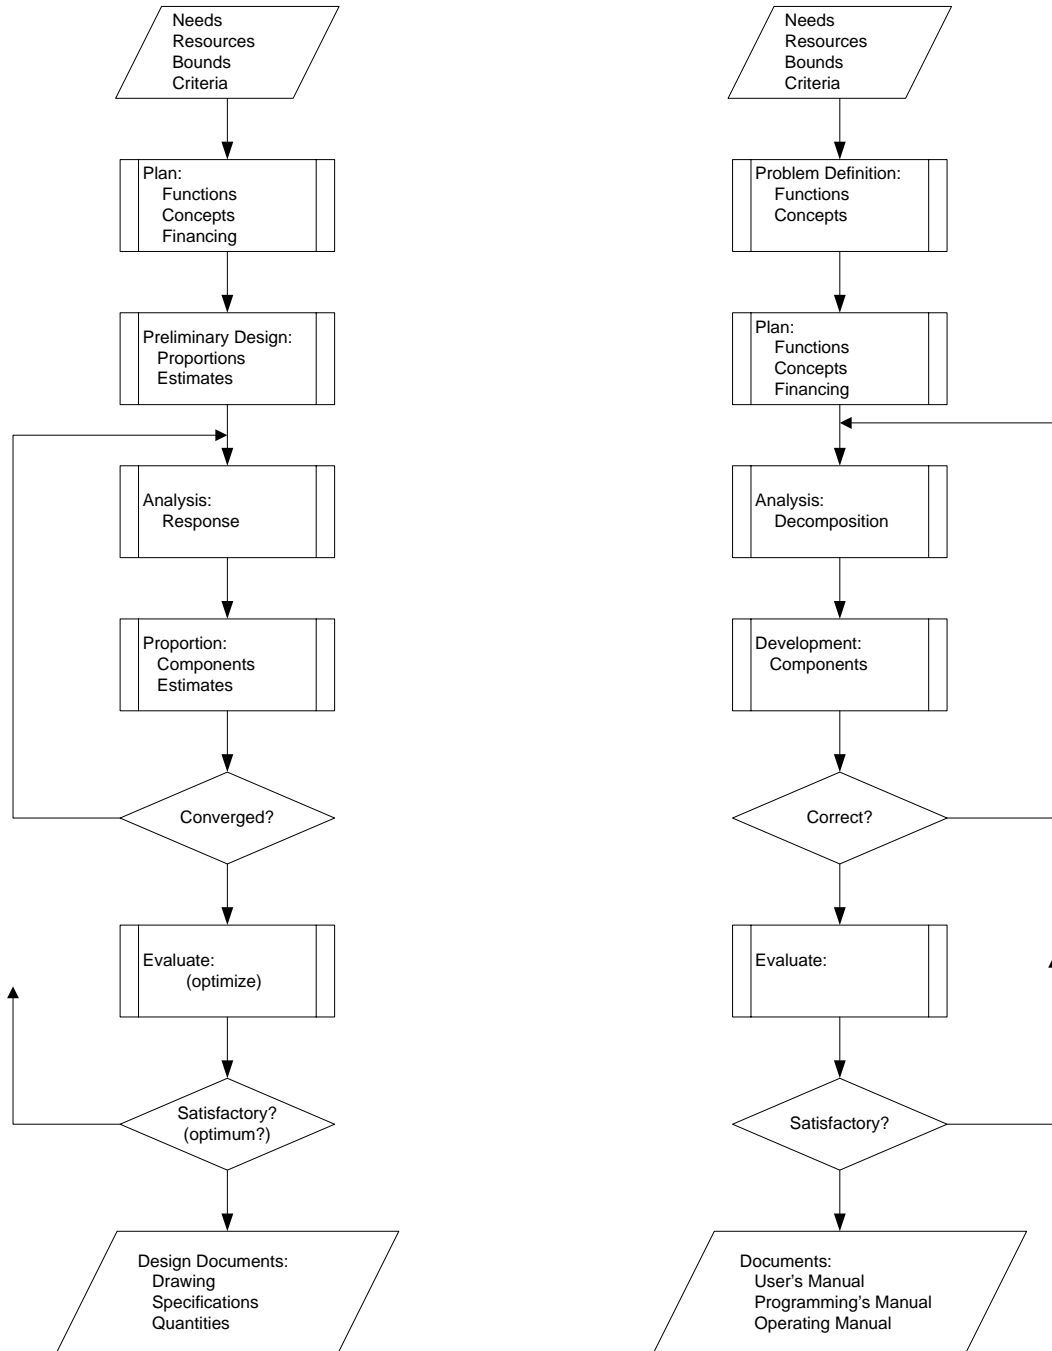 Needs
Resources
Bounds
Criteria
Plan:
Functions
Concepts
Financing
Preliminary Design:
Proportions
Estimates
Analysis:
Response
Proportion:
Components
Estimates
Converged?
Evaluate:
(optimize)
Satisfactory?
(optimum?)
Design Documents:
Drawing
Specifications
Quantities
Needs
Resources
Bounds
Criteria
Problem Definition:
Functions
Concepts
Plan:
Functions
Concepts
Financing
Analysis:
Decomposition
Development:
Components
Correct?
Evaluate:
Satisfactory?
Documents:
User's Manual
Programming's Manual
Operating Manual